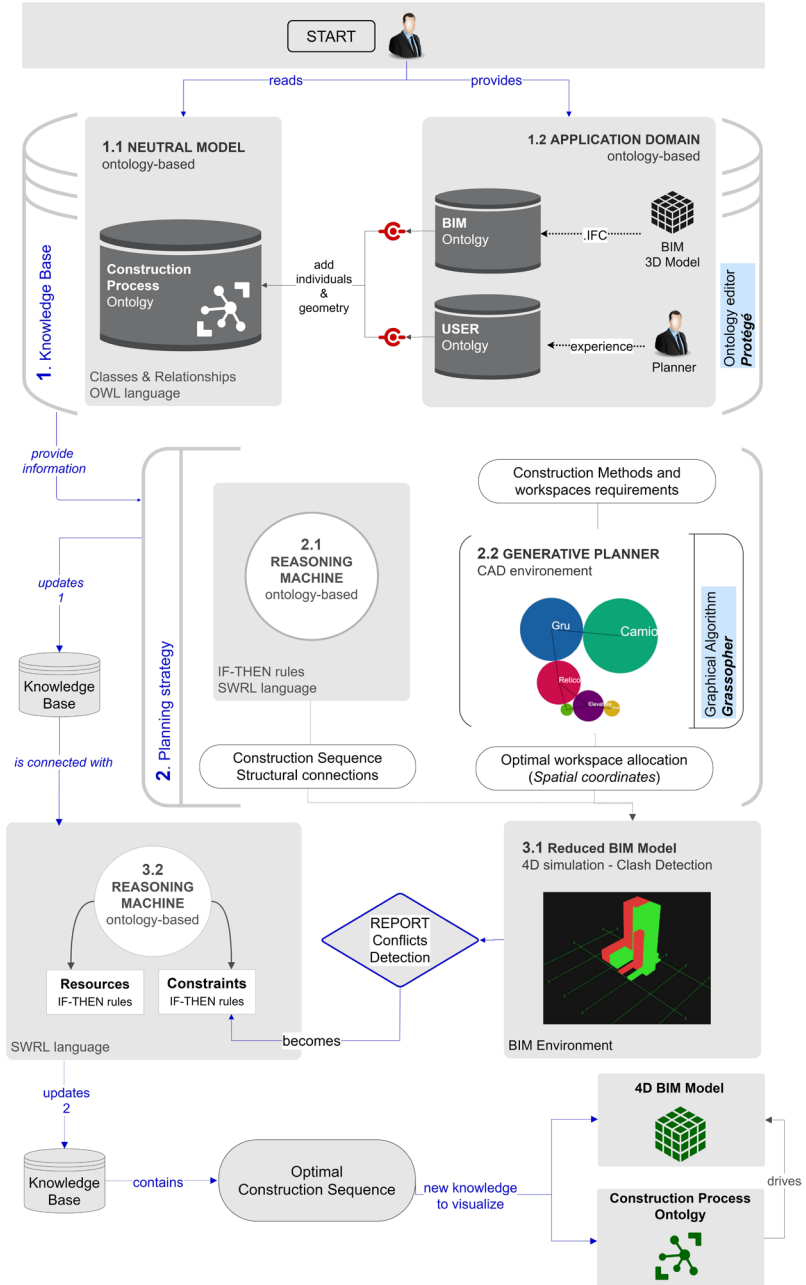 START
reads
provides
1.1 NEUTRAL MODEL
ontology-based
Construction
Process
Ontolgy
Classes & Relationships
OWL language
add
individuals
&
geometry
1.2 APPLICATION DOMAIN
ontology-based
BIM
Ontolgy
.IFC
BIM
3D Model
USER
Ontolgy
experience
Planner
1. Knowledge Base
Ontology editor
Protégé
provide
information
2. Planning strategy
2.1
REASONING
MACHINE
ontology-based
IF-THEN rules
SWRL language
Construction Sequence
Structural connections
Construction Methods and
workspaces requirements
2.2 GENERATIVE PLANNER
CAD environement
Gru
Camio
Retico
Elevatore
Graphical Algorithm
Grassopher
Optimal workspace allocation
(Spatial coordinates)
updates
1
Knowledge
Base
is connected with
3.2
REASONING
MACHINE
ontology-based
Resources
IF-THEN rules
Constraints
IF-THEN rules
SWRL language
REPORT
Conflicts
Detection
becomes
3.1 Reduced BIM Model
4D simulation - Clash Detection
BIM Environment
updates
2
Knowledge
Base
contains
Optimal
Construction Sequence
new knowledge
to visualize
4D BIM Model
drives
Construction Process
Ontolgy